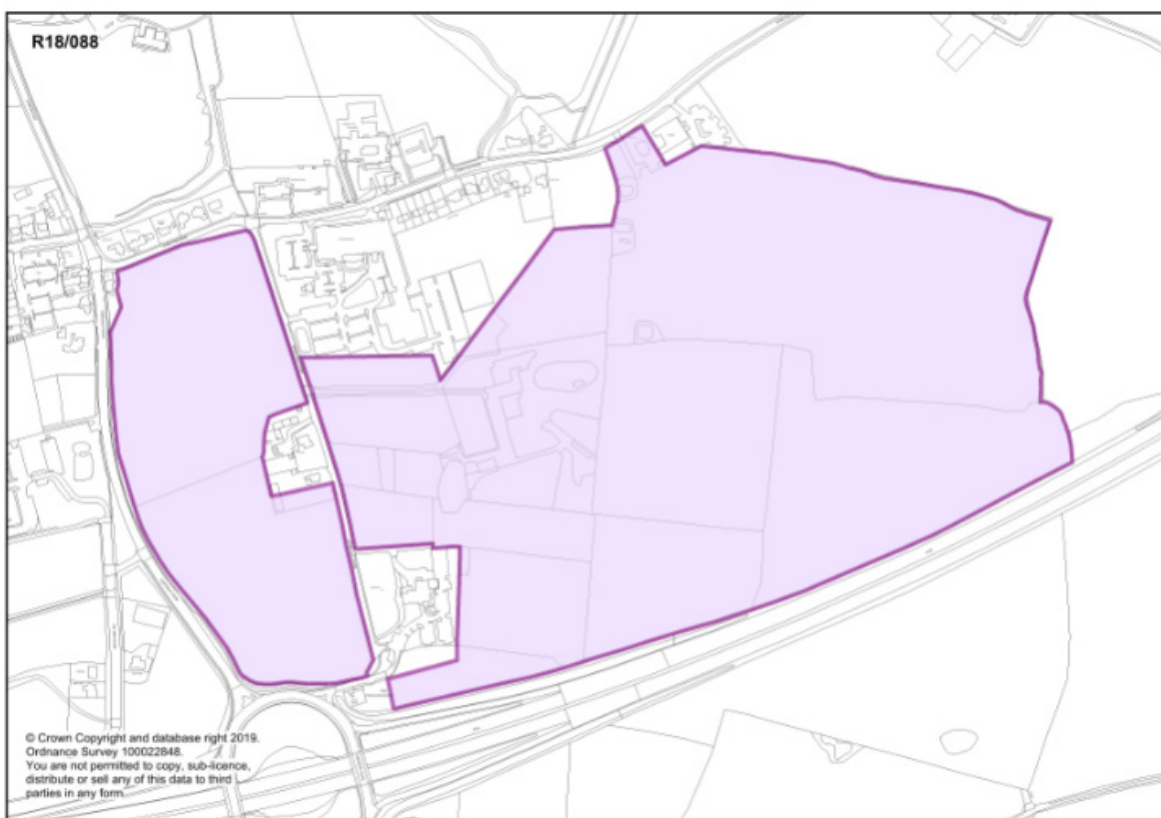 R18/088
© Crown Copyright and database right 2019.
Ordnance Survey 100022848.
You are not permitted to copy, sub-licence,
distribute or sell any of this data to third
parties in any form.